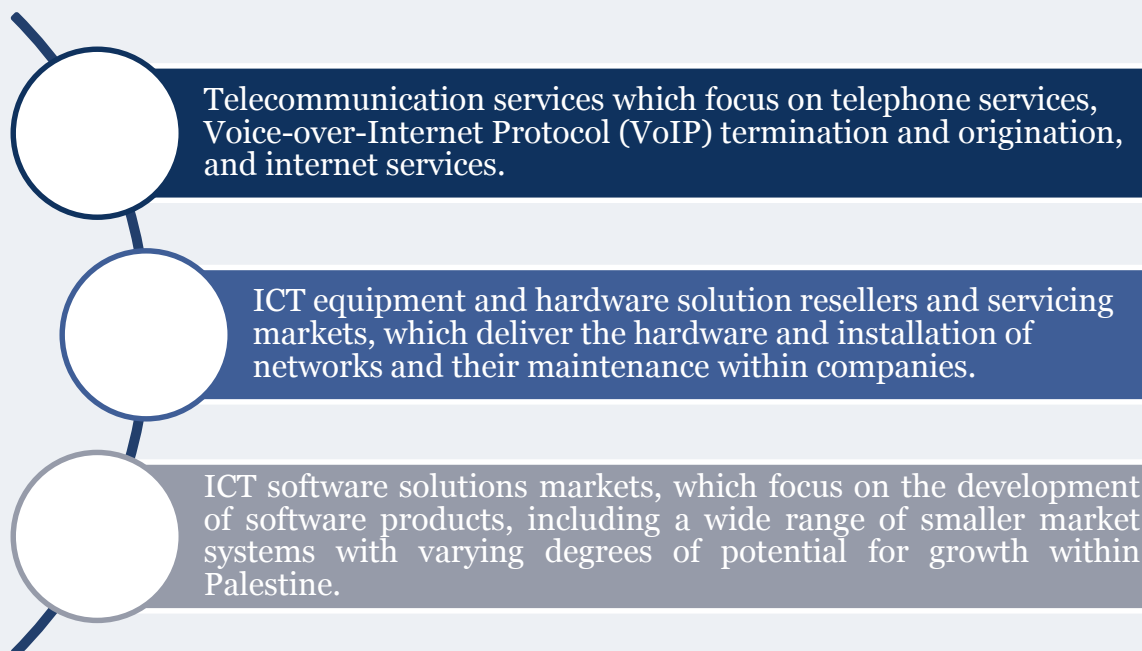 Telecommunication services which focus on telephone services,
Voice-over-Internet Protocol (VoIP) termination and origination,
and internet services.
ICT equipment and hardware solution resellers and servicing
markets, which deliver the hardware and installation of
networks and their maintenance within companies.
ICT software solutions markets, which focus on the development
of software products, including a wide range of smaller market
systems with varying degrees of potential for growth within
Palestine.